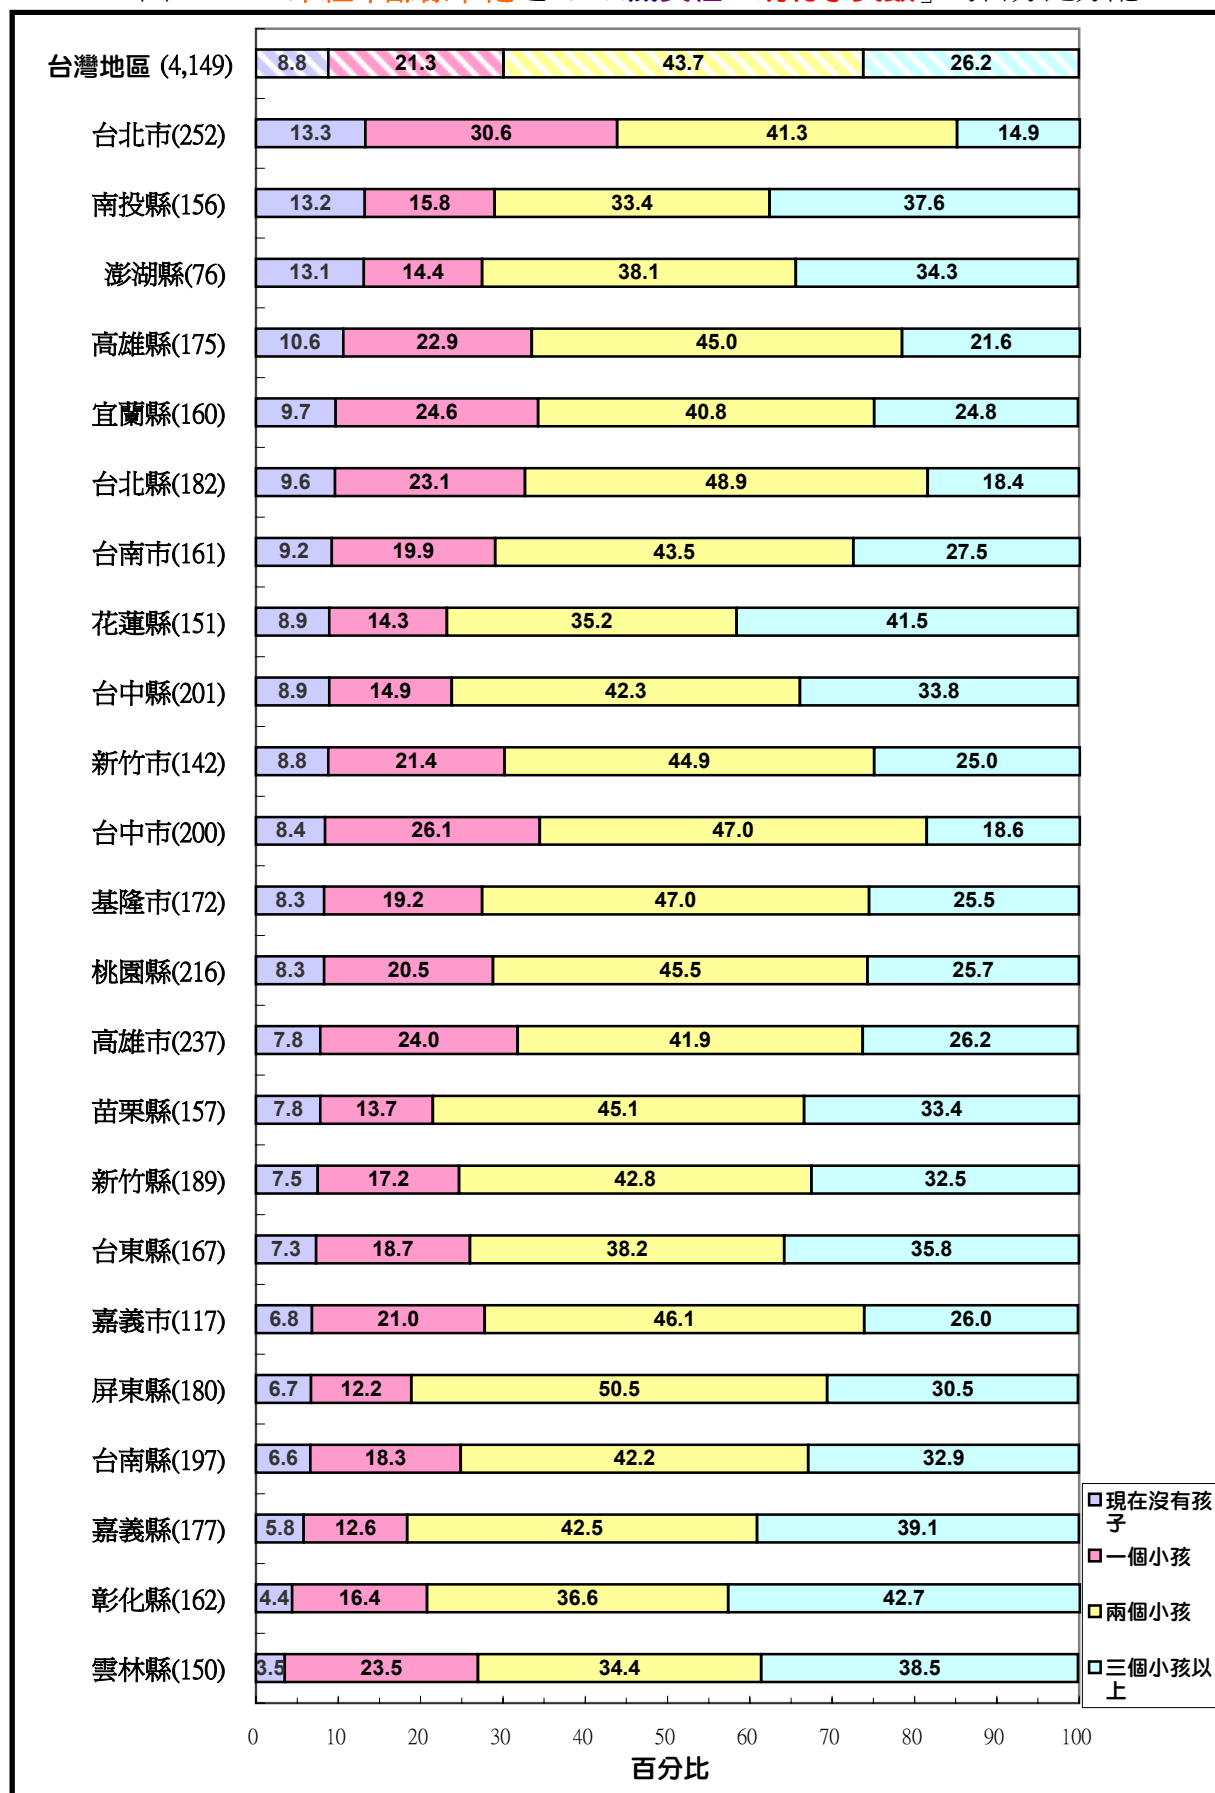 台灣地區 (4,149) 8.8 21.3 43.7 26.2
台北市(252) 13.3 30.6 41.3 14.9
南投縣(156) 13.2 15.8 33.4 37.6
澎湖縣(76) 13.1 14.4 38.1 34.3
高雄縣(175) 10.6 22.9 45.0 21.6
宜蘭縣(160) 9.7 24.6 40.8 24.8
台北縣(182) 9.6 23.1 48.9 18.4
台南市(161) 9.2 19.9 43.5 27.5
花蓮縣(151) 8.9 14.3 35.2 41.5
台中縣(201) 8.9 14.9 42.3 33.8
新竹市(142) 8.8 21.4 44.9 25.0
台中市(200) 8.4 26.1 47.0 18.6
基隆市(172) 8.3 19.2 47.0 25.5
桃園縣(216) 8.3 20.5 45.5 25.7
高雄市(237) 7.8 24.0 41.9 26.2
苗栗縣(157) 7.8 13.7 45.1 33.4
新竹縣(189) 7.5 17.2 42.8 32.5
台東縣(167) 7.3 18.7 38.2 35.8
嘉義市(117) 6.8 21.0 46.1 26.0
屏東縣(180) 6.7 12.2 50.5 30.5
台南縣(197) 6.6 18.3 42.2 32.9
嘉義縣(177) 5.8 12.6 42.5 39.1
彰化縣(162) 4.4 16.4 36.6 42.7
雲林縣(150) 3.5 23.5 34.4 38.5
0 10 20 30 40 50 60 70 80 90 100
百分比
現在沒有孩
子
一個小孩
兩個小孩
三個小孩以
上